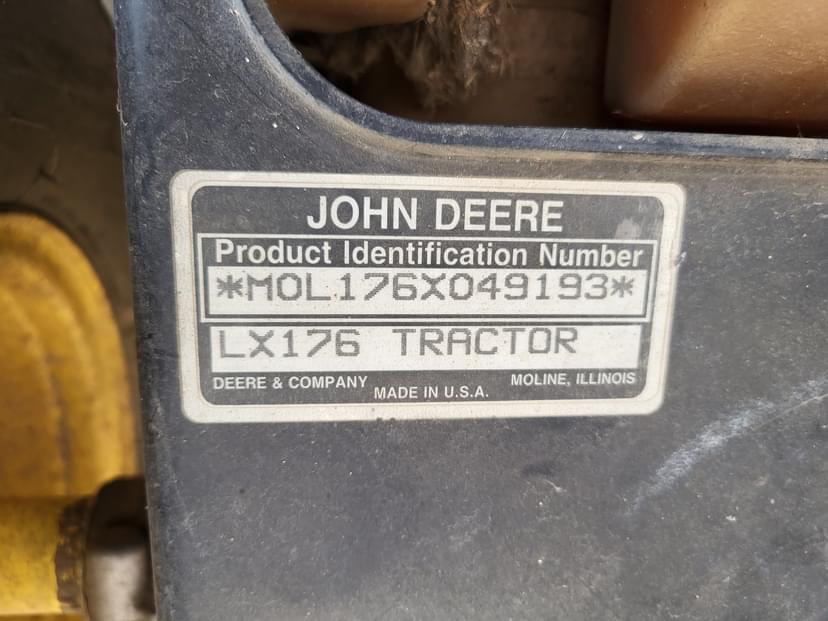 JOHN DEERE
Product Identification Number
*MOL176X049193*
LX176 TRACTOR
DEERE & COMPANY MADE IN U.S.A. MOLINE, ILLINOIS